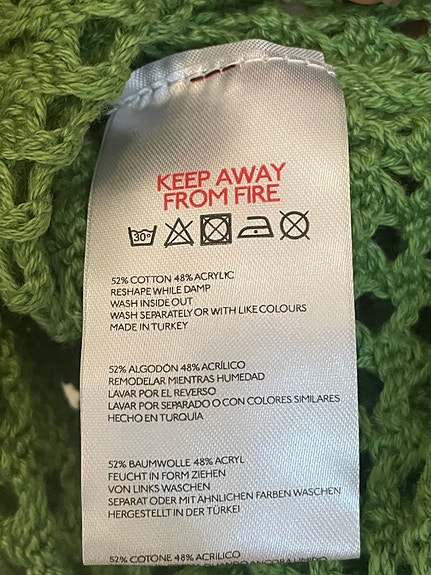 KEEP AWAY
FROM FIRE
30°
52% COTTON 48% ACRYLIC
RESHAPE WHILE DAMP
WASH INSIDE OUT
WASH SEPARATELY OR WITH LIKE COLOURS
MADE IN TURKEY
52% ALGODÓN 48% ACRÍLICO
REMODELAR MIENTRAS HUMEDAD
LAVAR POR EL REVERSO
LAVAR POR SEPARADO O CON COLORES SIMILARES
HECHO EN TURQUÍA
52% BAUMWOLLE 48% ACRYL
FEUCHT IN FORM ZIEHEN
VON LINKS WASCHEN
SEPARAT ODER MIT ÄHNLICHEN FARBEN WASCHEN
HERGESTELLT IN DER TÜRKEI
52% COTONE 48% ACRILICO